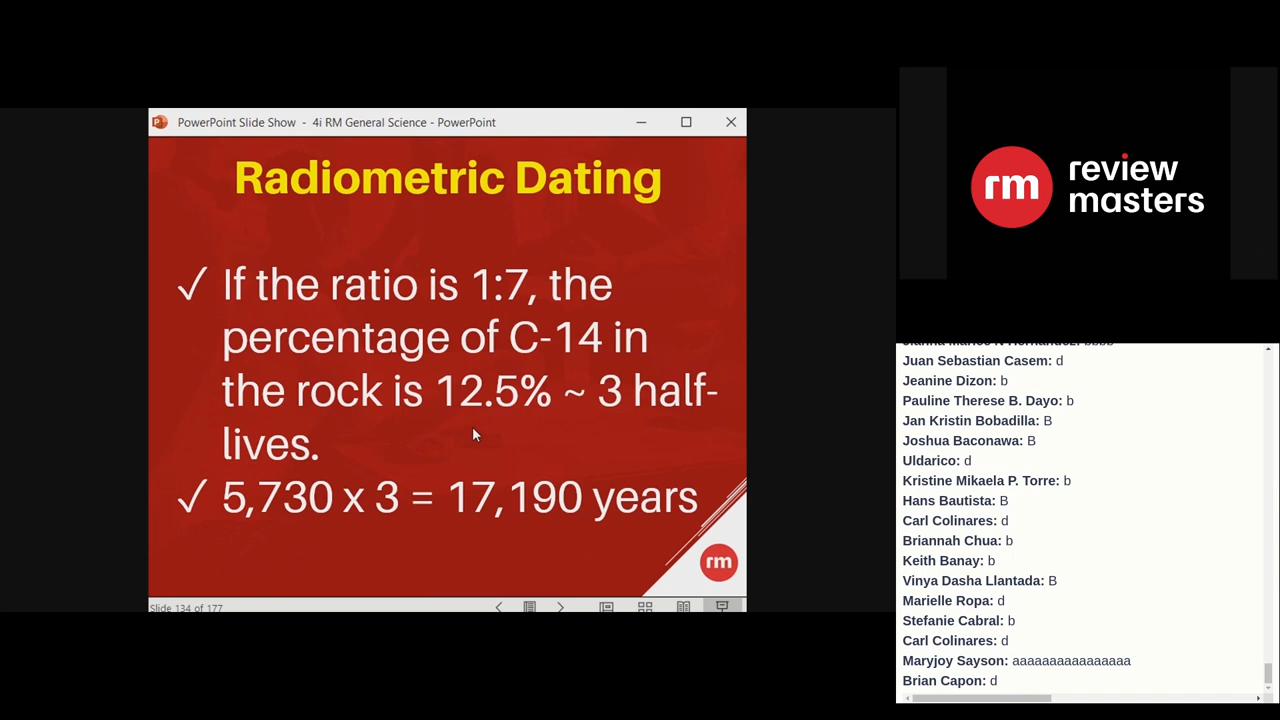 PowerPoint Slide Show - 4i RM General Science - PowerPoint
Radiometric Dating
✓ If the ratio is 1:7, the
percentage of C-14 in
the rock is 12.5% ~ 3 half-
lives.
✓ 5,730 x 3 = 17,190 years
rm
Slide 134 of 177
rm review
masters
Juan Sebastian Casem: d
Jeanine Dizon: b
Pauline Therese B. Dayo: b
Jan Kristin Bobadilla: B
Joshua Baconawa: B
Uldarico: d
Kristine Mikaela P. Torre: b
Hans Bautista: B
Carl Colinares: d
Briannah Chua: b
Keith Banay: b
Vinya Dasha Llantada: B
Marielle Ropa: d
Stefanie Cabral: b
Carl Colinares: d
Maryjoy Sayson: aaaaaaaaaaaaaaaa
Brian Capon: d